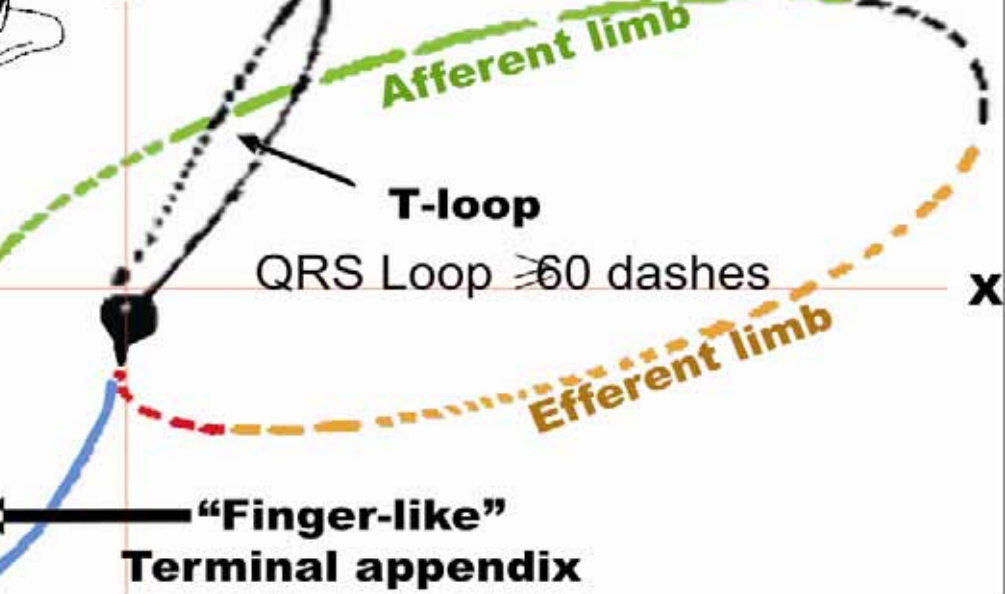 Afferent limb
T-loop
QRS Loop ⪖60 dashes
X
Efferent limb
“Finger-like”
Terminal appendix